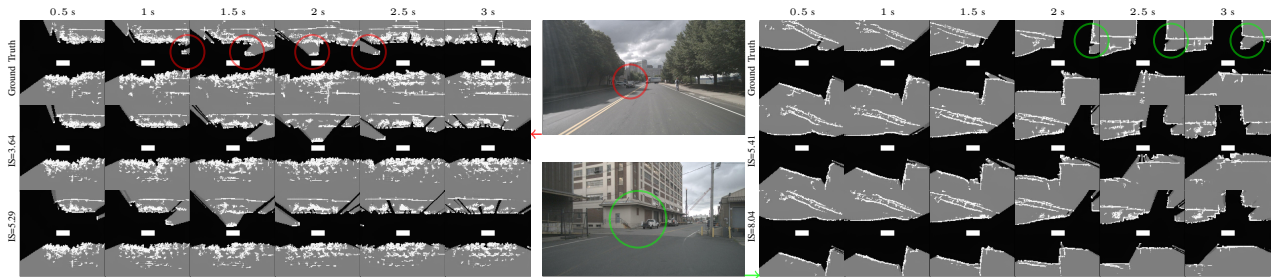 0.5 s 1 s 1.5 s 2 s 2.5 s 3 s
Ground Truth
IS=3.64
IS=5.29
0.5 s 1 s 1.5 s 2 s 2.5 s 3 s
Ground Truth
IS=5.41
IS=8.04